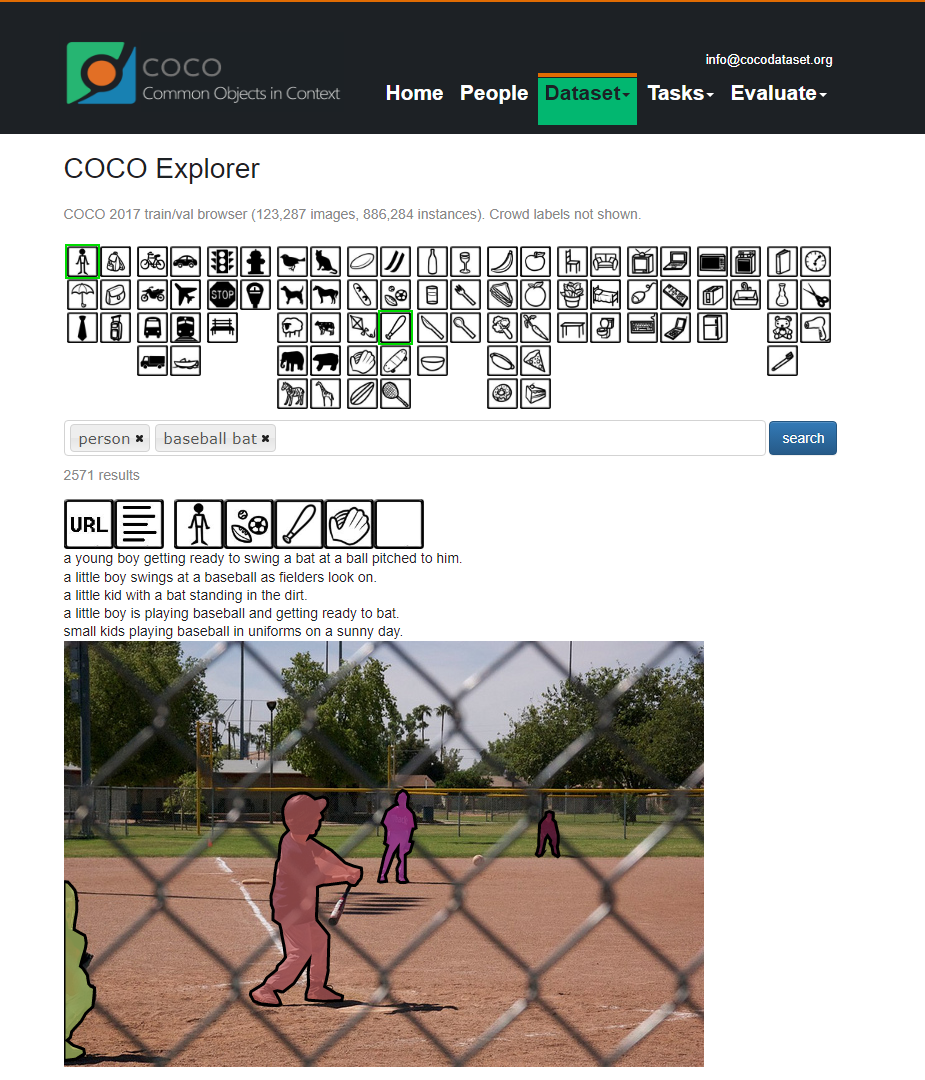 COCO
Common Objects in Context
info@cocodataset.org
Home People Dataset Tasks Evaluate
COCO Explorer
COCO 2017 train/val browser (123,287 images, 886,284 instances). Crowd labels not shown.
STOP
person × baseball bat ×
search
2571 results
URL
a young boy getting ready to swing a bat at a ball pitched to him.
a little boy swings at a baseball as fielders look on.
a little kid with a bat standing in the dirt.
a little boy is playing baseball and getting ready to bat.
small kids playing baseball in uniforms on a sunny day.